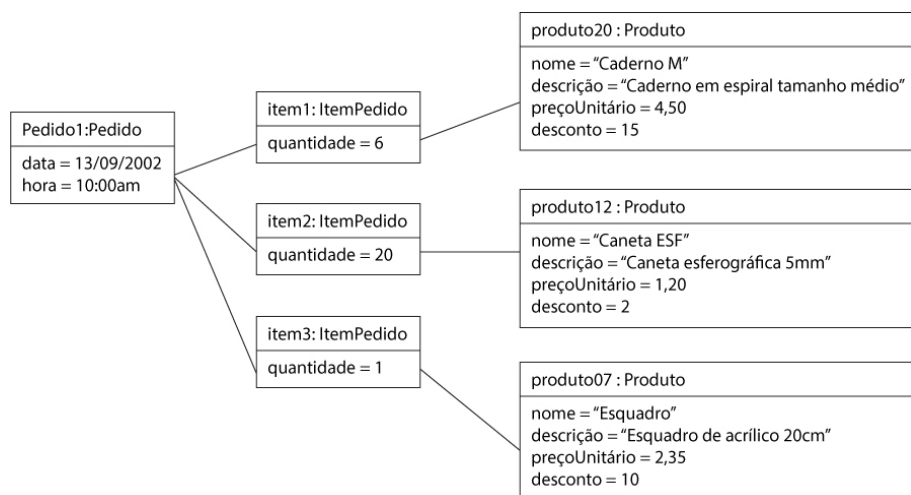 Pedido1:Pedido
data = 13/09/2002
hora = 10:00am
item1: ItemPedido
quantidade = 6
item2: ItemPedido
quantidade = 20
item3: ItemPedido
quantidade = 1
produto20 : Produto
nome = “Caderno M”
descrição = “Caderno em espiral tamanho médio”
preçoUnitário = 4,50
desconto = 15
produto12 : Produto
nome = “Caneta ESF”
descrição = “Caneta esferográfica 5mm”
preçoUnitário = 1,20
desconto = 2
produto07 : Produto
nome = “Esquadro”
descrição = “Esquadro de acrílico 20cm”
preçoUnitário = 2,35
desconto = 10